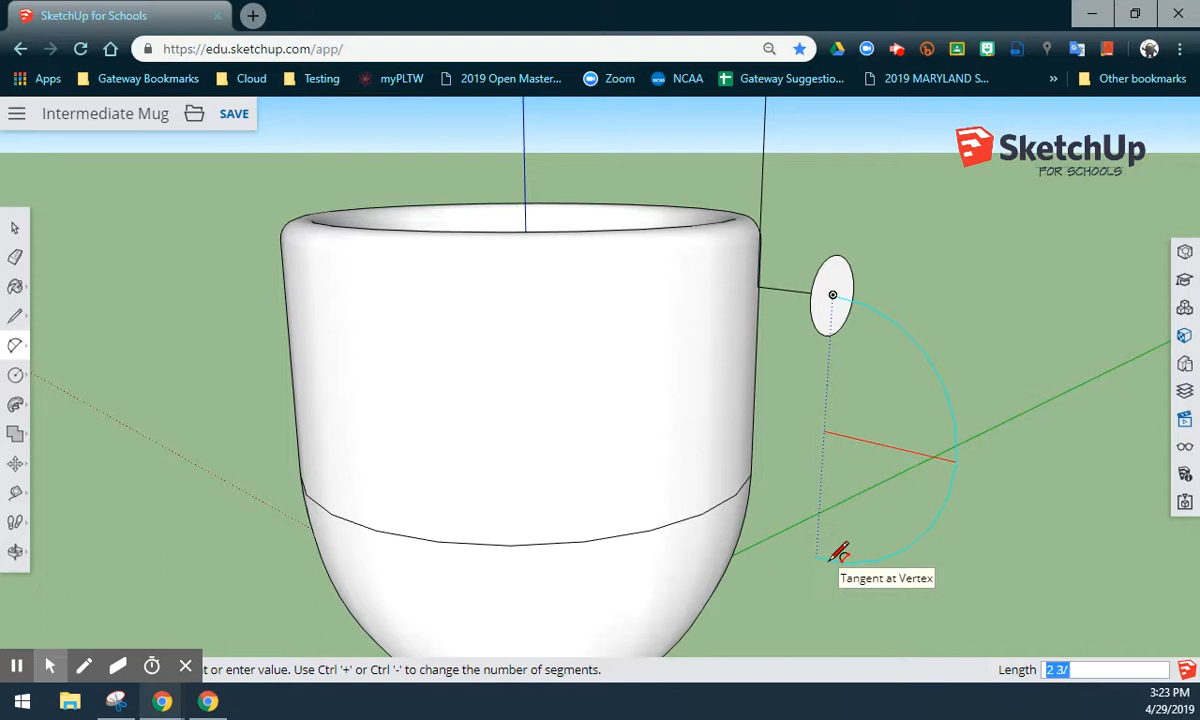 SketchUp for Schools
https://edu.sketchup.com/app/
Apps Gateway Bookmarks Cloud Testing myPLTW 2019 Open Master... Zoom NCAA Gateway Suggestio... 2019 MARYLAND S... » Other bookmarks
Intermediate Mug SAVE
SketchUp
FOR SCHOOLS
Tangent at Vertex
t or enter value. Use Ctrl '+' or Ctrl '-' to change the number of segments. Length 2 3/
3:23 PM
4/29/2019